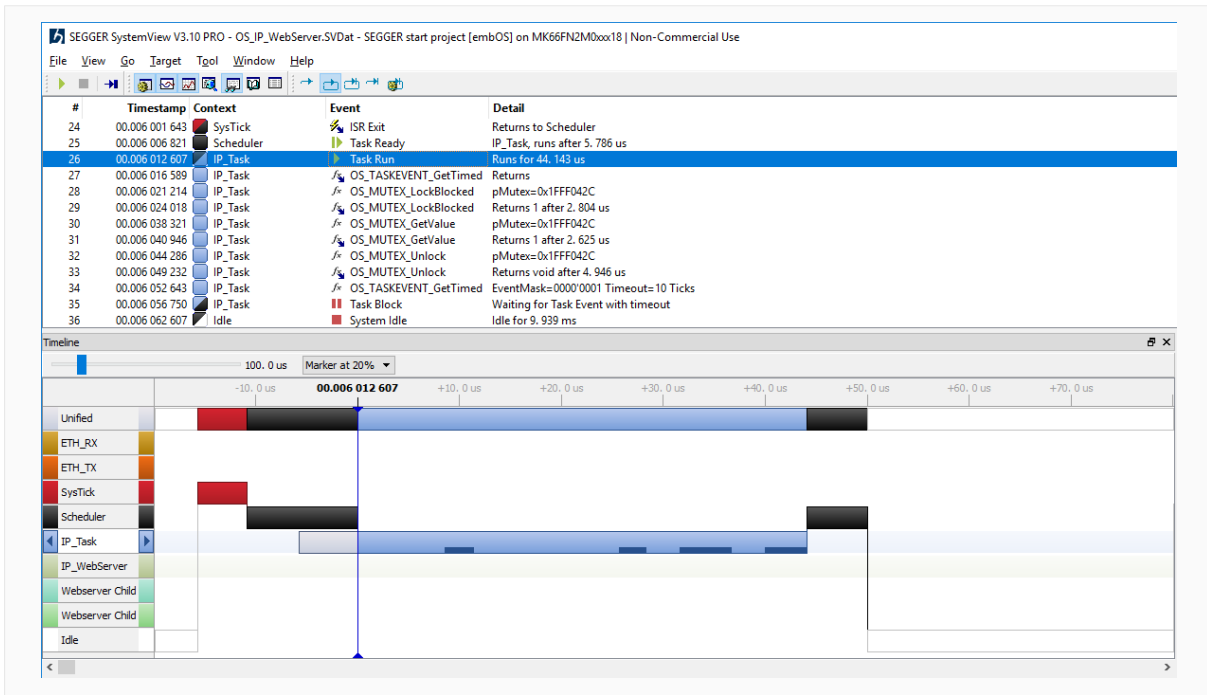 SEGGER SystemView V3.10 PRO - OS_IP_WebServer.SVDat - SEGGER start project [embOS] on MK66FN2M0xxx18 | Non-Commercial Use
File View Go Target Tool Window Help
# Timestamp Context Event Detail
24 00.006 001 643 SysTick ISR Exit Returns to Scheduler
25 00.006 006 821 Scheduler Task Ready IP_Task, runs after 5. 786 us
26 00.006 012 607 IP_Task Task Run Runs for 44. 143 us
27 00.006 016 589 IP_Task OS_TASKEVENT_GetTimed Returns
28 00.006 021 214 IP_Task OS_MUTEX_LockBlocked pMutex=0x1FFF042C
29 00.006 024 018 IP_Task OS_MUTEX_LockBlocked Returns 1 after 2. 804 us
30 00.006 038 321 IP_Task OS_MUTEX_GetValue pMutex=0x1FFF042C
31 00.006 040 946 IP_Task OS_MUTEX_GetValue Returns 1 after 2. 625 us
32 00.006 044 286 IP_Task OS_MUTEX_Unlock pMutex=0x1FFF042C
33 00.006 049 232 IP_Task OS_MUTEX_Unlock Returns void after 4. 946 us
34 00.006 052 643 IP_Task OS_TASKEVENT_GetTimed EventMask=0000'0001 Timeout=10 Ticks
35 00.006 056 750 IP_Task Task Block Waiting for Task Event with timeout
36 00.006 062 607 Idle System Idle Idle for 9. 939 ms
Timeline
100. 0 us Marker at 20%
-10. 0 us 00.006 012 607 +10. 0 us +20. 0 us +30. 0 us +40. 0 us +50. 0 us +60. 0 us +70. 0 us
Unified
ETH_RX
ETH_TX
SysTick
Scheduler
IP_Task
IP_WebServer
Webserver Child
Webserver Child
Idle